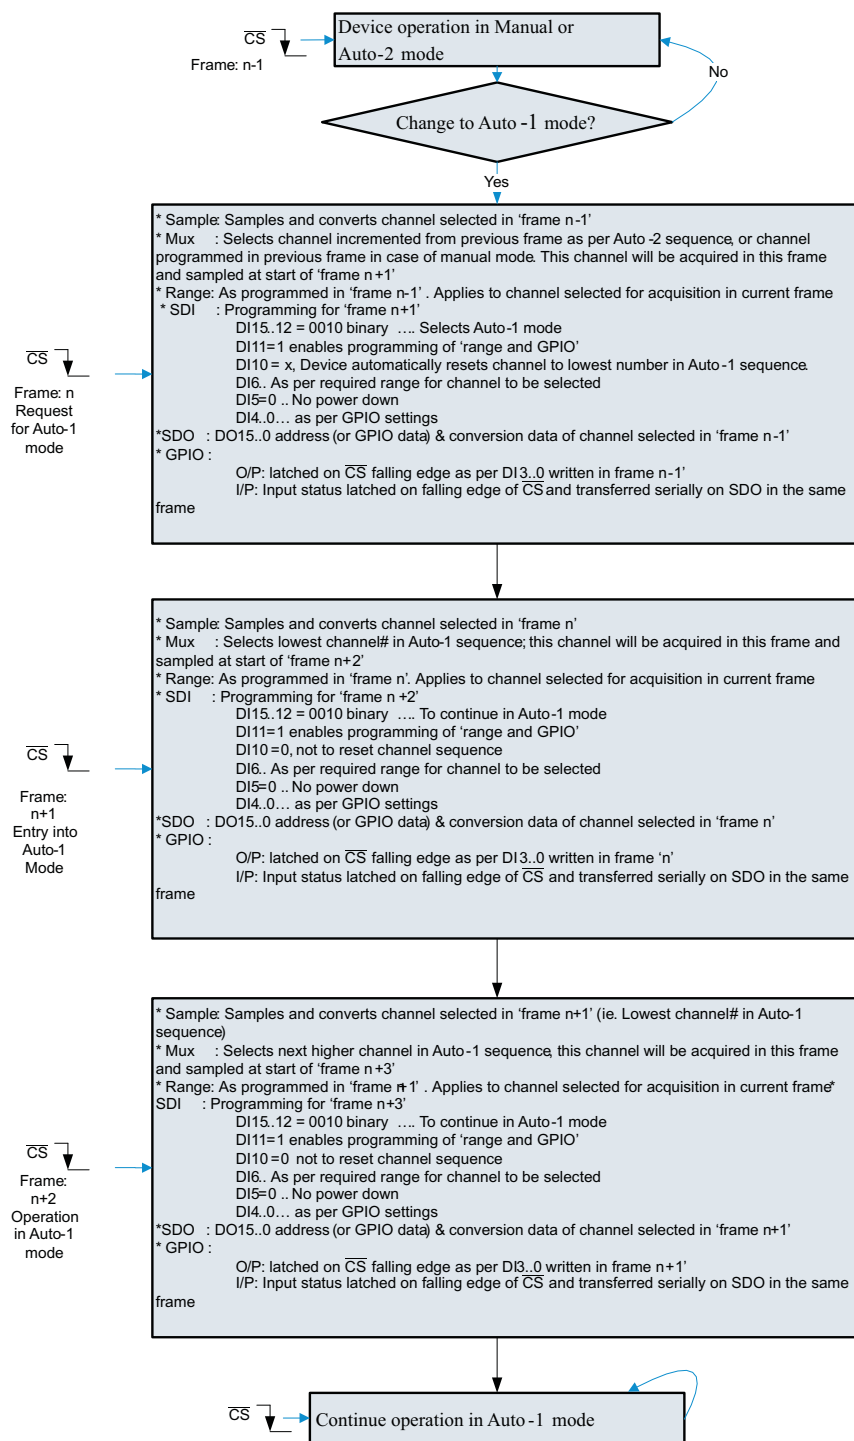 Device operation in Manual or
Auto-2 mode
CS
Frame: n-1
No
Change to Auto -1 mode?
Yes
* Sample: Samples and converts channel selected in ‘frame n-1’
* Mux : Selects channel incremented from previous frame as per Auto -2 sequence, or channel
programmed in previous frame in case of manual mode. This channel will be acquired in this frame
and sampled at start of ‘frame n+1’
* Range: As programmed in ‘frame n-1’ . Applies to channel selected for acquisition in current frame
* SDI : Programming for ‘frame n+1’
DI15..12 = 0010 binary …. Selects Auto-1 mode
DI11=1 enables programming of ‘range and GPIO’
DI10 = x, Device automatically resets channel to lowest number in Auto-1 sequence.
DI6.. As per required range for channel to be selected
DI5=0 .. No power down
DI4..0… as per GPIO settings
*SDO : DO15..0 address (or GPIO data) & conversion data of channel selected in ‘frame n-1’
* GPIO :
O/P: latched on CS falling edge as per DI3..0 written in frame n-1’
I/P: Input status latched on falling edge of CS and transferred serially on SDO in the same
frame
CS
Frame: n
Request
for Auto-1
mode
* Sample: Samples and converts channel selected in ‘frame n’
* Mux : Selects lowest channel# in Auto-1 sequence; this channel will be acquired in this frame and
sampled at start of ‘frame n+2’
* Range: As programmed in ‘frame n’. Applies to channel selected for acquisition in current frame
* SDI : Programming for ‘frame n +2’
DI15..12 = 0010 binary …. To continue in Auto-1 mode
DI11=1 enables programming of ‘range and GPIO’
DI10 =0, not to reset channel sequence
DI6.. As per required range for channel to be selected
DI5=0 .. No power down
DI4..0… as per GPIO settings
*SDO : DO15..0 address (or GPIO data) & conversion data of channel selected in ‘frame n’
* GPIO :
O/P: latched on CS falling edge as per DI3..0 written in frame ‘n’
I/P: Input status latched on falling edge of CS and transferred serially on SDO in the same
frame
CS
Frame:
n+1
Entry into
Auto-1
Mode
* Sample: Samples and converts channel selected in ‘frame n+1’ (ie. Lowest channel# in Auto-1
sequence)
* Mux : Selects next higher channel in Auto-1 sequence, this channel will be acquired in this frame
and sampled at start of ‘frame n+3’
* Range: As programmed in ‘frame n+1’ . Applies to channel selected for acquisition in current frame*
SDI : Programming for ‘frame n+3’
DI15..12 = 0010 binary …. To continue in Auto-1 mode
DI11=1 enables programming of ‘range and GPIO’
DI10 =0 not to reset channel sequence
DI6.. As per required range for channel to be selected
DI5=0 .. No power down
DI4..0… as per GPIO settings
*SDO : DO15..0 address (or GPIO data) & conversion data of channel selected in ‘frame n+1’
* GPIO :
O/P: latched on CS falling edge as per DI3..0 written in frame n+1’
I/P: Input status latched on falling edge of CS and transferred serially on SDO in the same
frame
CS
Frame:
n+2
Operation
in Auto-1
mode
CS
Continue operation in Auto -1 mode